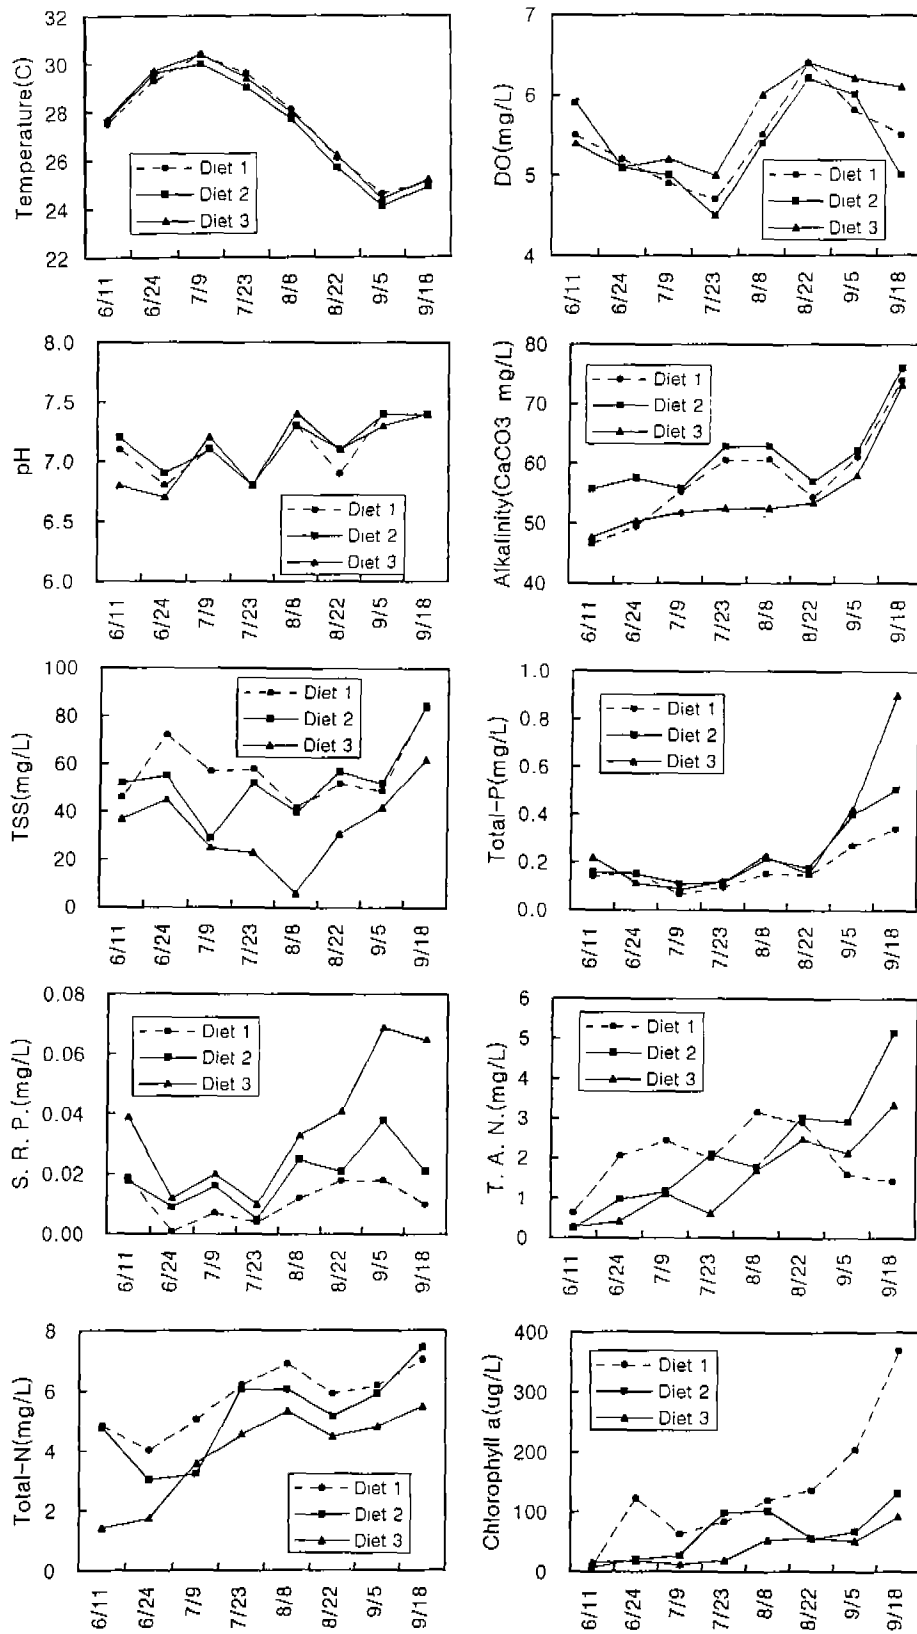 Temperature(C)
32
30
28
26
24
22
Diet 1
Diet 2
Diet 3
6/11 6/24 7/9 7/23 8/8 8/22 9/5 9/18
DO(mg/L)
7
6
5
4
Diet 1
Diet 2
Diet 3
6/11 6/24 7/9 7/23 8/8 8/22 9/5 9/18
pH
8.0
7.5
7.0
6.5
6.0
Diet 1
Diet 2
Diet 3
6/11 6/24 7/9 7/23 8/8 8/22 9/5 9/18
Alkalinity(CaCO3 mg/L)
80
70
60
50
40
Diet 1
Diet 2
Diet 3
6/11 6/24 7/9 7/23 8/8 8/22 9/5 9/18
TSS(mg/L)
100
80
60
40
20
0
Diet 1
Diet 2
Diet 3
6/11 6/24 7/9 7/23 8/8 8/22 9/5 9/18
Total-P(mg/L)
1.0
0.8
0.6
0.4
0.2
0.0
Diet 1
Diet 2
Diet 3
6/11 6/24 7/9 7/23 8/8 8/22 9/5 9/18
S. R. P.(mg/L)
0.08
0.06
0.04
0.02
0.00
Diet 1
Diet 2
Diet 3
6/11 6/24 7/9 7/23 8/8 8/22 9/5 9/18
T. A. N.(mg/L)
6
5
4
3
2
1
0
Diet 1
Diet 2
Diet 3
6/11 6/24 7/9 7/23 8/8 8/22 9/5 9/18
Total-N(mg/L)
8
6
4
2
0
Diet 1
Diet 2
Diet 3
6/11 6/24 7/9 7/23 8/8 8/22 9/5 9/18
Chlorophyll a(ug/L)
400
300
200
100
0
Diet 1
Diet 2
Diet 3
6/11 6/24 7/9 7/23 8/8 8/22 9/5 9/18